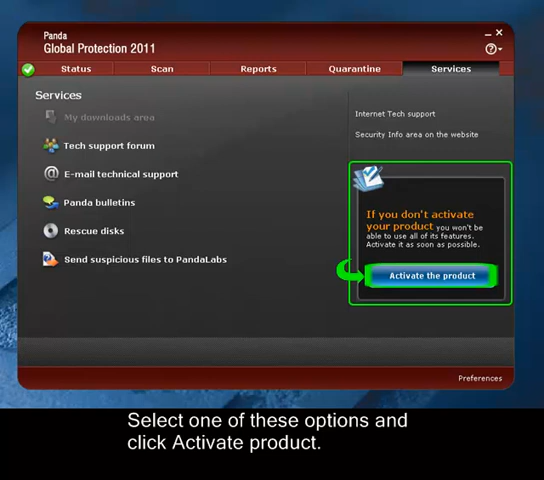 Panda
Global Protection 2011
Status
Scan
Reports
Quarantine
Services
Services
My downloads area
Tech support forum
E-mail technical support
Panda bulletins
Rescue disks
Send suspicious files to PandaLabs
Internet Tech support
Security Info area on the website
If you don't activate
your product you won't be
able to use all of its features.
Activate it as soon as possible.
Activate the product
Preferences
Select one of these options and
click Activate product.